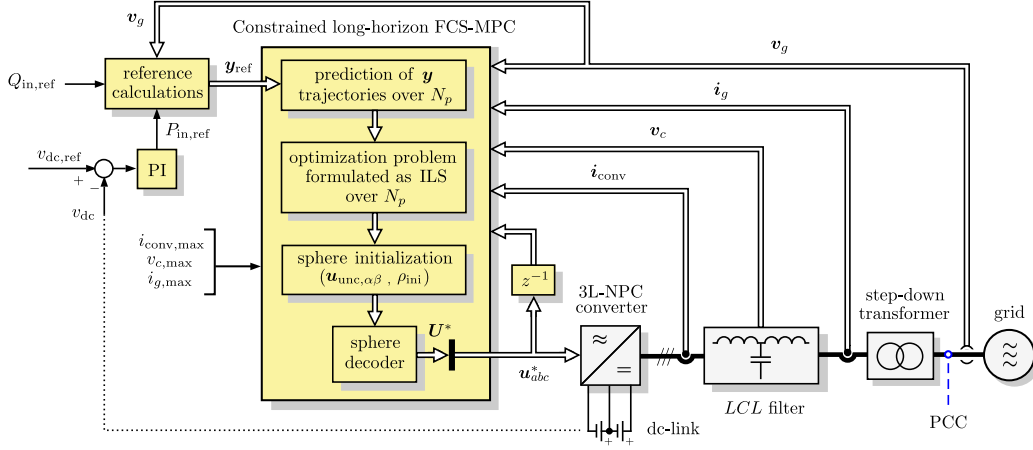 v_g
Constrained long-horizon FCS-MPC
v_g
Q_in,ref
reference
calculations
y_ref
prediction of y
trajectories over N_p
i_g
P_in,ref
v_c
v_dc,ref
+
−
PI
optimization problem
formulated as ILS
over N_p
i_conv
v_dc
i_conv,max
v_c,max
i_g,max
sphere initialization
(u_unc,αβ , ρ_ini)
z^−1
3L-NPC
converter
step-down
transformer
grid
sphere
decoder
U*
u*_abc
≈
=
≈
LCL filter
PCC
dc-link
+
+